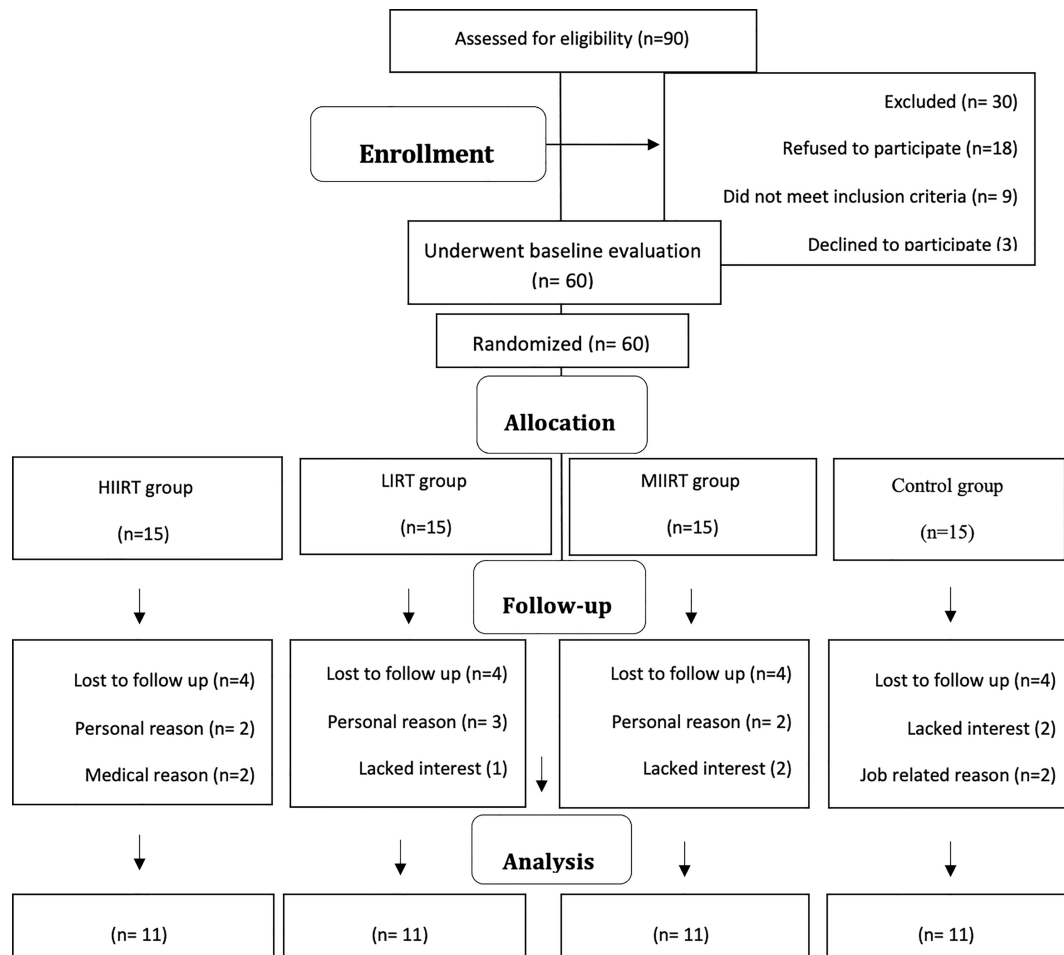 Assessed for eligibility (n=90)
Excluded (n= 30)
Refused to participate (n=18)
Did not meet inclusion criteria (n= 9)
Declined to participate (3)
Enrollment
Underwent baseline evaluation
(n= 60)
Randomized (n= 60)
Allocation
HIIRT group
(n=15)
LIRT group
(n=15)
MIIRT group
(n=15)
Control group
(n=15)
Follow-up
Lost to follow up (n=4)
Personal reason (n= 2)
Medical reason (n=2)
Lost to follow up (n=4)
Personal reason (n= 3)
Lacked interest (1)
Lost to follow up (n=4)
Personal reason (n= 2)
Lacked interest (2)
Lost to follow up (n=4)
Lacked interest (2)
Job related reason (n=2)
Analysis
(n= 11)
(n= 11)
(n= 11)
(n= 11)